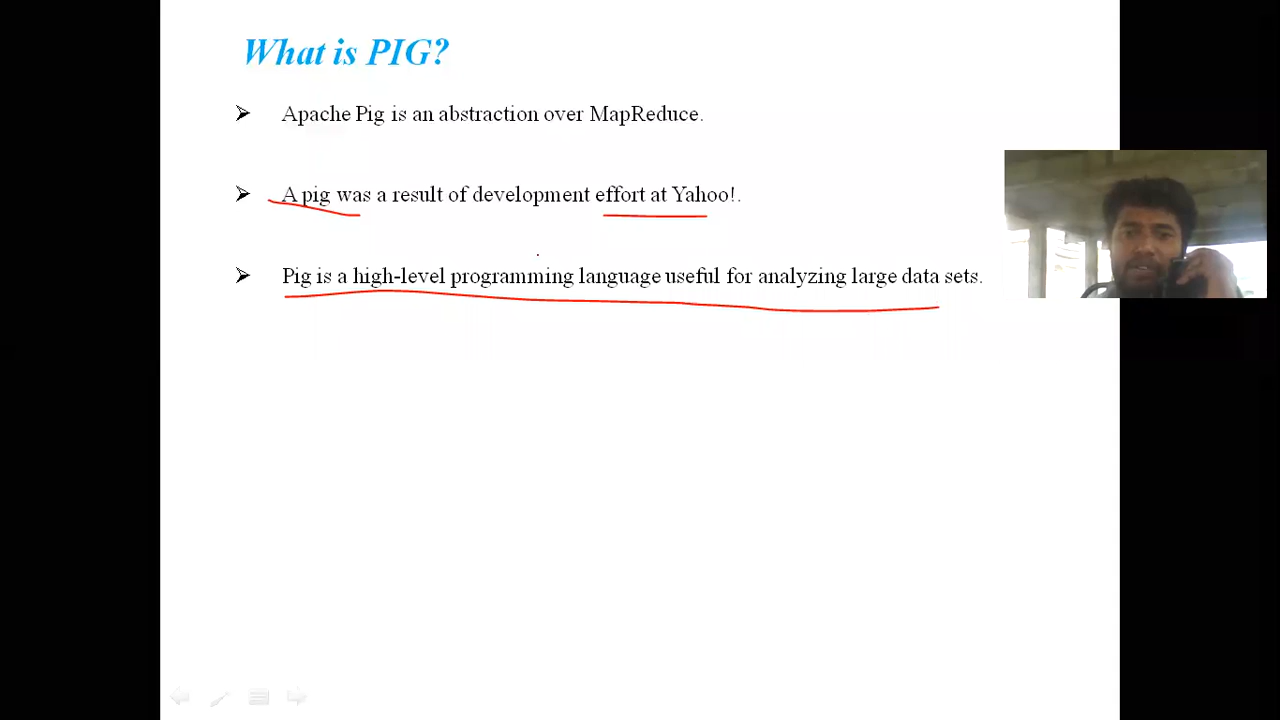 What is PIG?
Apache Pig is an abstraction over MapReduce.
A pig was a result of development effort at Yahoo!.
Pig is a high-level programming language useful for analyzing large data sets.